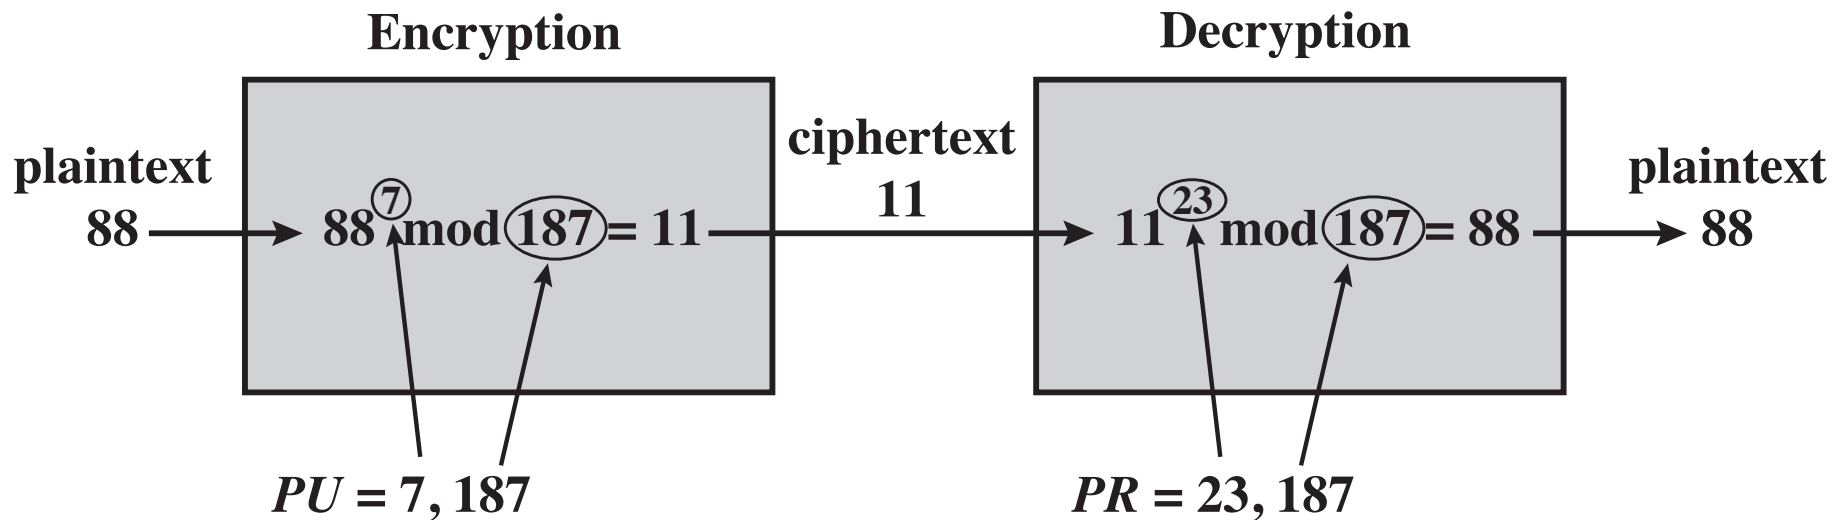 Encryption
Decryption
plaintext
88
88^7 mod 187 = 11
ciphertext
11
11^23 mod 187 = 88
plaintext
88
PU = 7, 187
PR = 23, 187